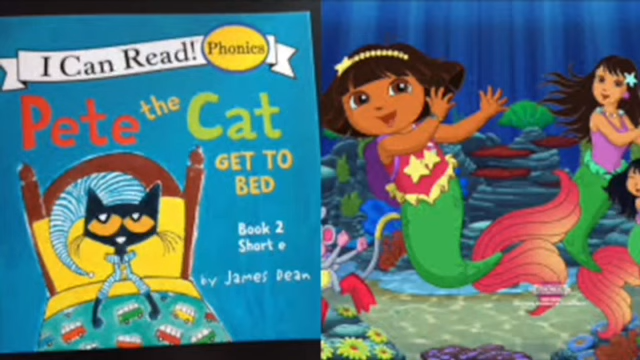 I Can Read!
Phonics
Pete the Cat
GET TO
BED
Book 2
Short e
by James Dean